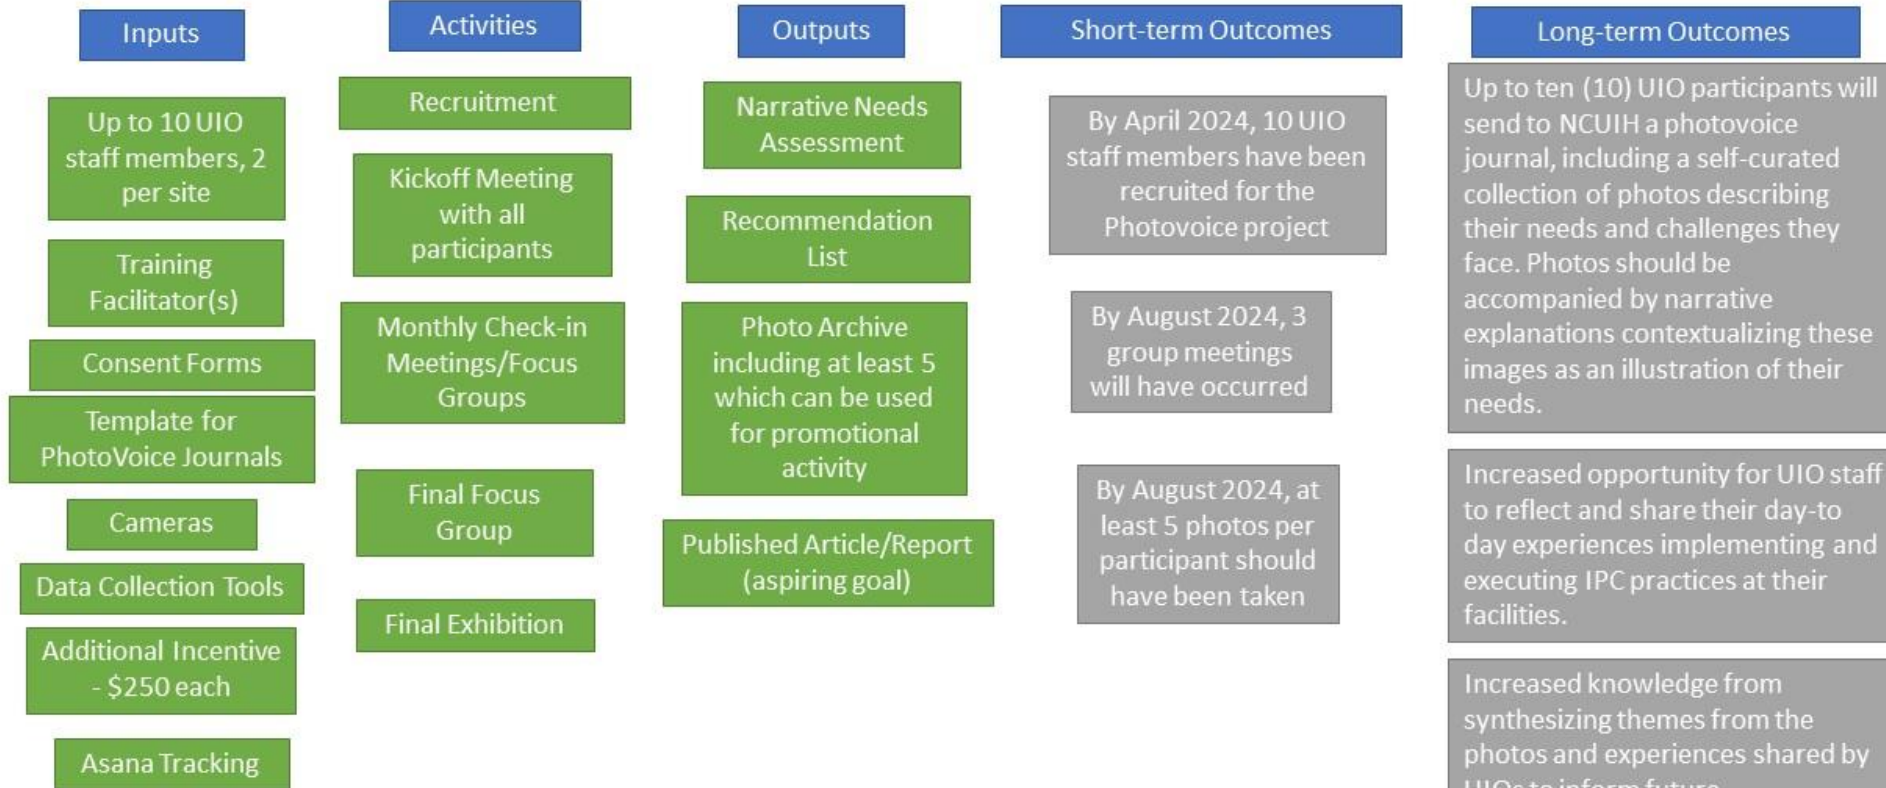 Inputs
Up to 10 UIO
staff members, 2
per site
Training
Facilitator(s)
Consent Forms
Template for
PhotoVoice Journals
Cameras
Data Collection Tools
Additional Incentive
- $250 each
Asana Tracking
Activities
Recruitment
Kickoff Meeting
with all
participants
Monthly Check-in
Meetings/Focus
Groups
Final Focus
Group
Final Exhibition
Outputs
Narrative Needs
Assessment
Recommendation
List
Photo Archive
including at least 5
which can be used
for promotional
activity
Published Article/Report
(aspiring goal)
Short-term Outcomes
By April 2024, 10 UIO
staff members have been
recruited for the
Photovoice project
By August 2024, 3
group meetings
will have occurred
By August 2024, at
least 5 photos per
participant should
have been taken
Long-term Outcomes
Up to ten (10) UIO participants will
send to NCUIH a photovoice
journal, including a self-curated
collection of photos describing
their needs and challenges they
face. Photos should be
accompanied by narrative
explanations contextualizing these
images as an illustration of their
needs.
Increased opportunity for UIO staff
to reflect and share their day-to
day experiences implementing and
executing IPC practices at their
facilities.
Increased knowledge from
synthesizing themes from the
photos and experiences shared by
UIOs to inform future